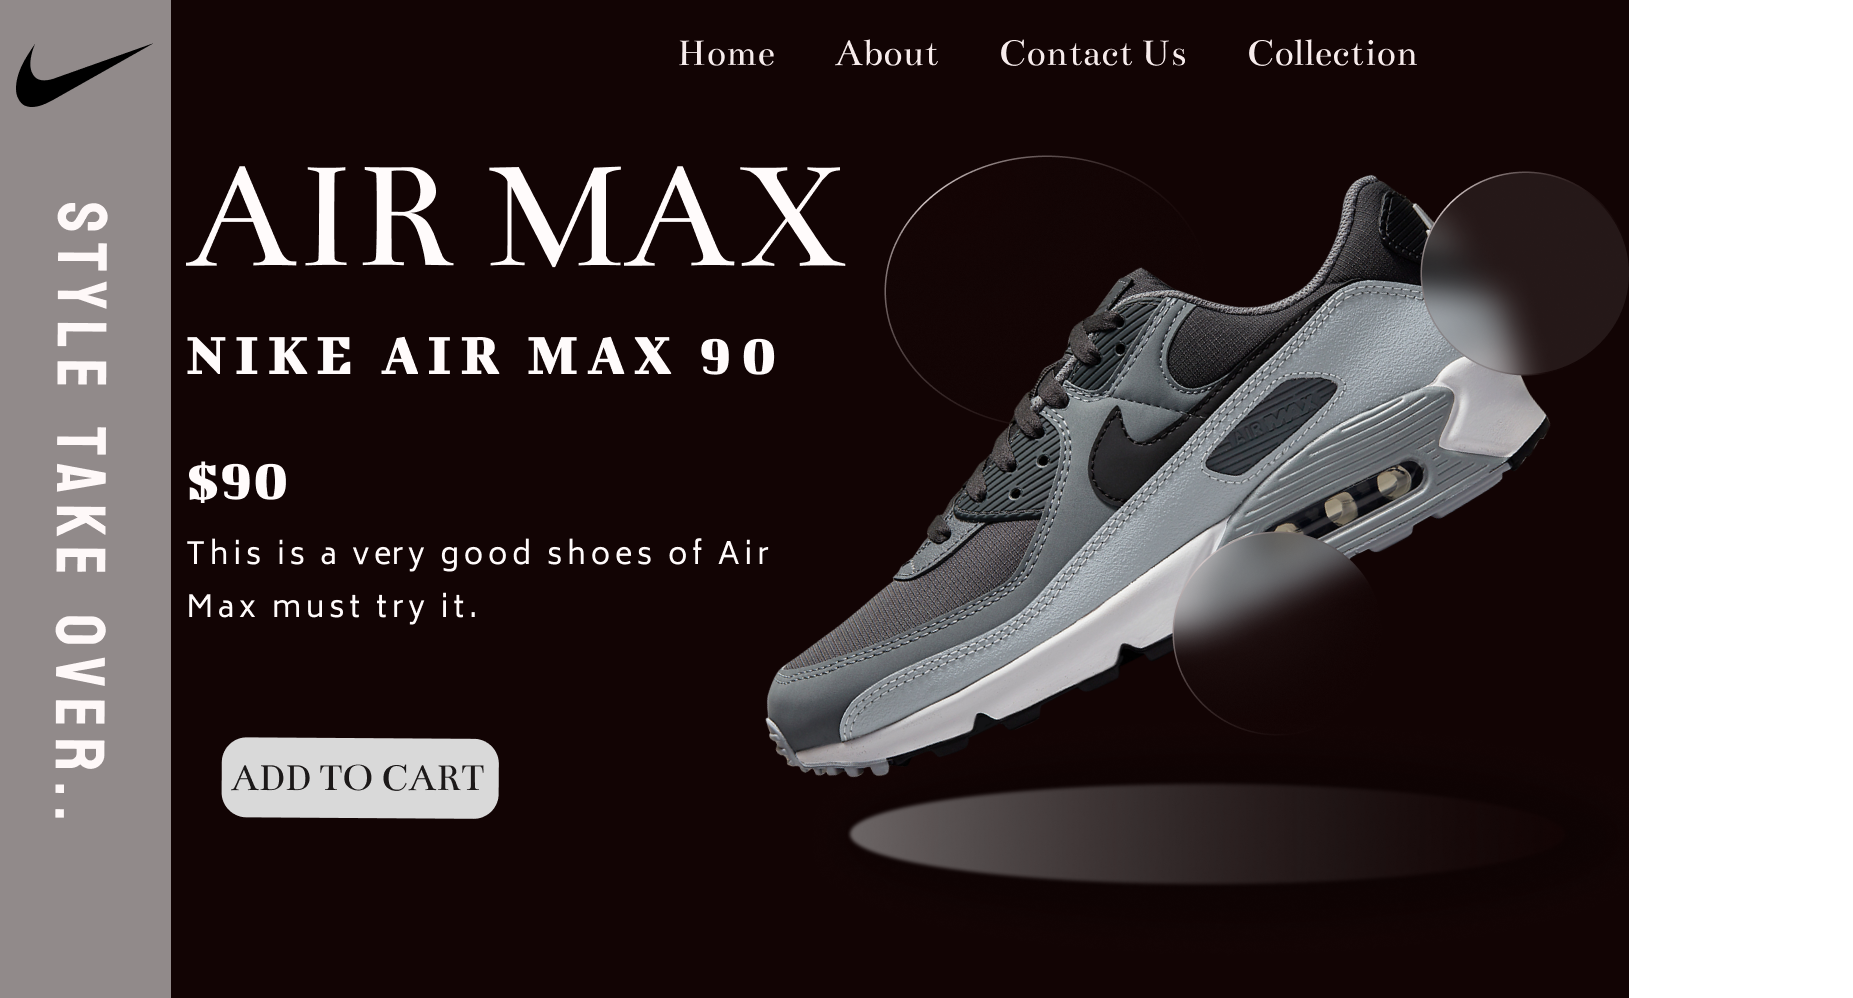 Home About Contact Us Collection
STYLE TAKE OVER..
AIR MAX
NIKE AIR MAX 90
$90
This is a very good shoes of Air
Max must try it.
ADD TO CART
AIR MAX